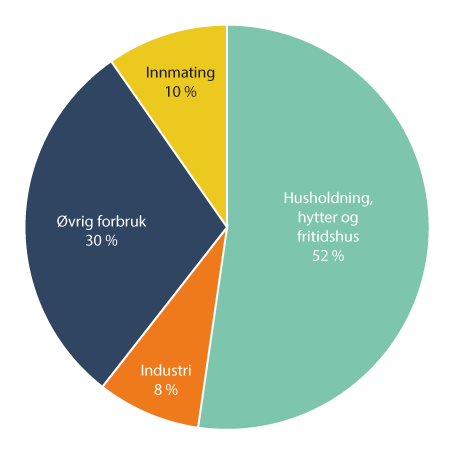 Innmating
10 %
Husholdning,
hytter og
fritidshus
52 %
Øvrig forbruk
30 %
Industri
8 %